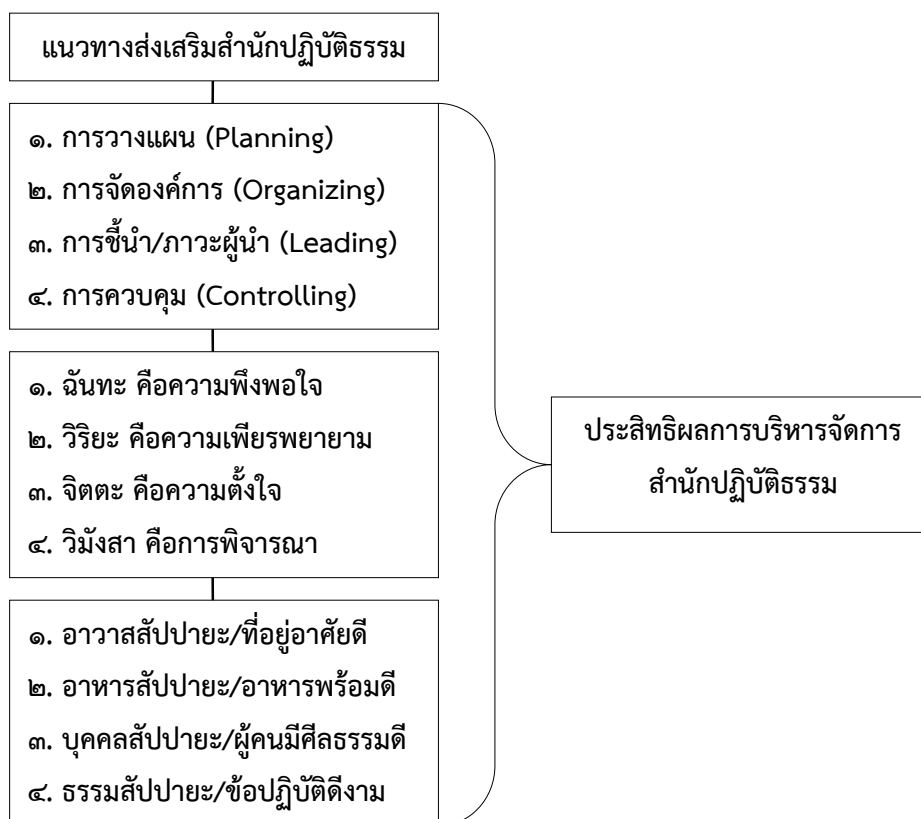 แนวทางส่งเสริมสำนักปฏิบัติธรรม
๑. การวางแผน (Planning)
๒. การจัดองค์การ (Organizing)
๓. การชี้นำ/ภาวะผู้นำ (Leading)
๔. การควบคุม (Controlling)
๑. ฉันทะ คือความพึงพอใจ
๒. วิริยะ คือความเพียรพยายาม
๓. จิตตะ คือความตั้งใจ
๔. วิมังสา คือการพิจารณา
๑. อาวาสสัปปายะ/ที่อยู่อาศัยดี
๒. อาหารสัปปายะ/อาหารพร้อมดี
๓. บุคคลสัปปายะ/ผู้คนมีศีลธรรมดี
๔. ธรรมสัปปายะ/ข้อปฏิบัติดีงาม
ประสิทธิผลการบริหารจัดการ
สำนักปฏิบัติธรรม